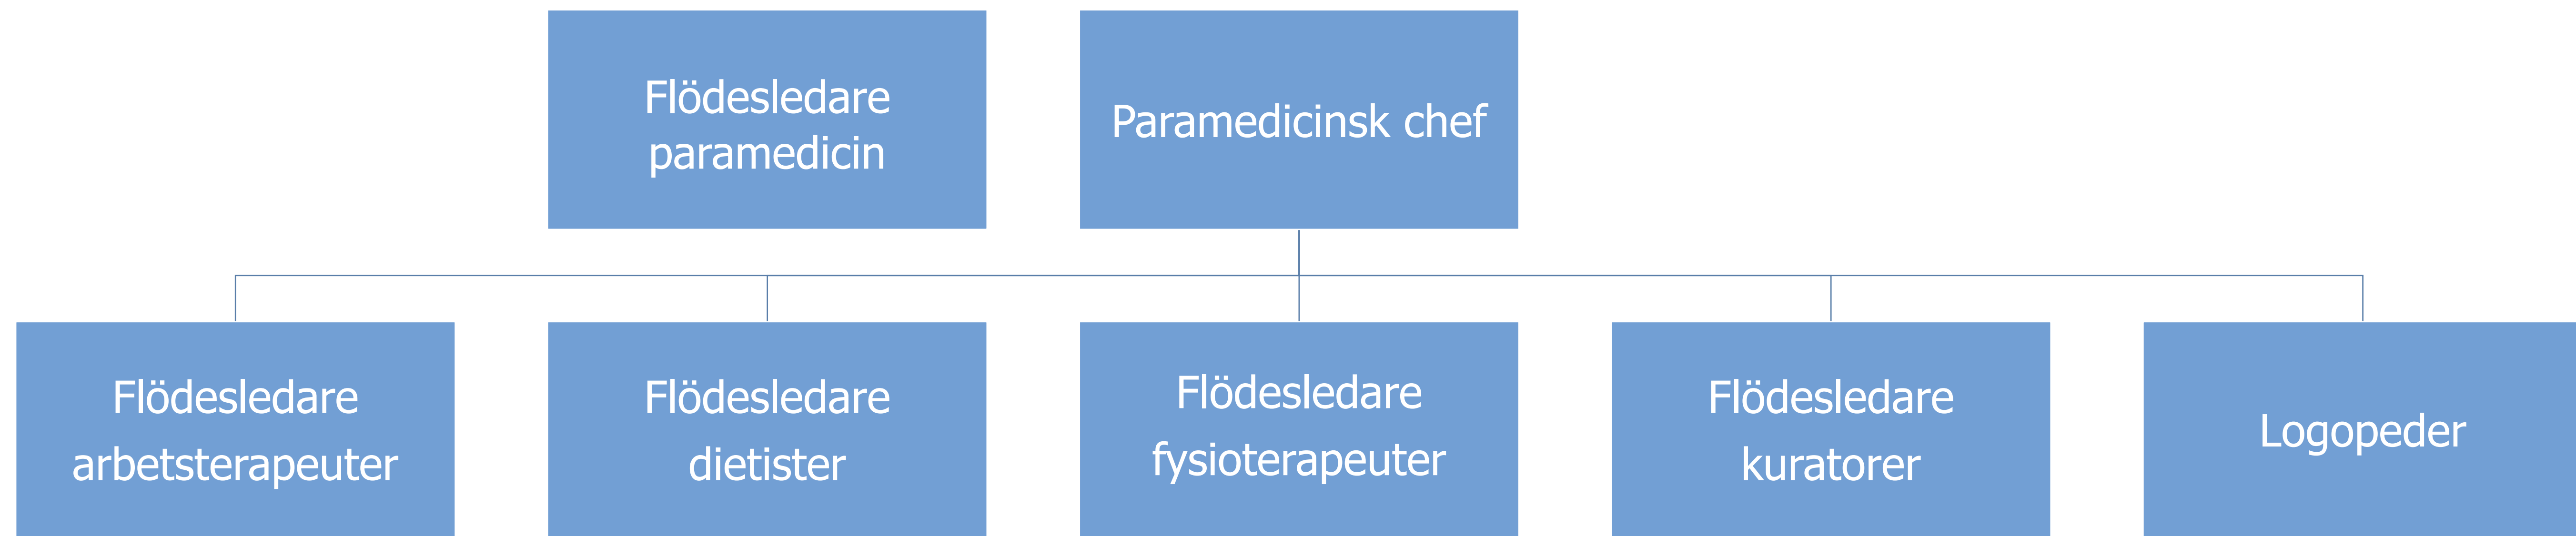 Flödesledare
paramedicin
Paramedicinsk chef
Flödesledare
arbetsterapeuter
Flödesledare
dietister
Flödesledare
fysioterapeuter
Flödesledare
kuratorer
Logopeder